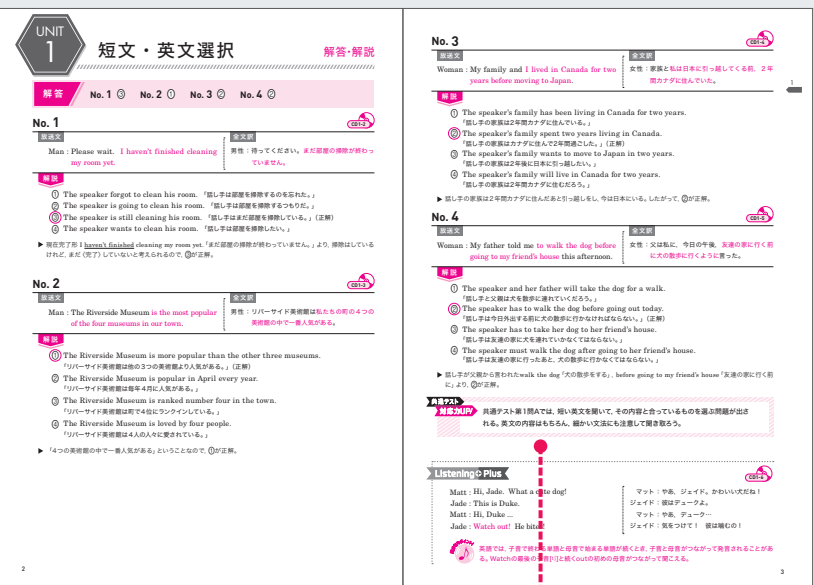 UNIT
1
短文・英文選択
解答・解説
解答 No. 1 ③ No. 2 ① No. 3 ② No. 4 ②
No. 1
CD1-2
放送文
全文訳
Man : Please wait. I haven't finished cleaning
my room yet.
男性：待ってください。まだ部屋の掃除が終わっ
ていません。
解説
① The speaker forgot to clean his room. 「話し手は部屋を掃除するのを忘れた。」
② The speaker is going to clean his room. 「話し手は部屋を掃除するつもりだ。」
③ The speaker is still cleaning his room. 「話し手はまだ部屋を掃除している。」（正解）
④ The speaker wants to clean his room. 「話し手は部屋を掃除したい。」
▶ 現在完了形 I haven't finished cleaning my room yet.「まだ部屋の掃除が終わっていません。」より，掃除はしている
けれど，まだ〈完了〉していないと考えられるので，③が正解。
No. 2
CD1-3
放送文
全文訳
Man : The Riverside Museum is the most popular
of the four museums in our town.
男性：リバーサイド美術館は私たちの町の４つの
美術館の中で一番人気がある。
解説
① The Riverside Museum is more popular than the other three museums.
「リバーサイド美術館は他の３つの美術館より人気がある。」（正解）
② The Riverside Museum is popular in April every year.
「リバーサイド美術館は毎年４月に人気がある。」
③ The Riverside Museum is ranked number four in the town.
「リバーサイド美術館は町で４位にランクインしている。」
④ The Riverside Museum is loved by four people.
「リバーサイド美術館は４人の人々に愛されている。」
▶ 「４つの美術館の中で一番人気がある」ということなので，①が正解。
2
No. 3
CD1-4
放送文
全文訳
Woman : My family and I lived in Canada for two
years before moving to Japan.
女性：家族と私は日本に引っ越してくる前，２年
間カナダに住んでいた。
解説
① The speaker's family has been living in Canada for two years.
「話し手の家族は2年間カナダに住んでいる。」
② The speaker's family spent two years living in Canada.
「話し手の家族はカナダに住んで2年間過ごした。」（正解）
③ The speaker's family wants to move to Japan in two years.
「話し手の家族は2年後に日本に引っ越したい。」
④ The speaker's family will live in Canada for two years.
「話し手の家族は2年間カナダに住むだろう。」
▶ 話し手の家族は２年間カナダに住んだあと引っ越しをし，今は日本にいる。したがって，②が正解。
No. 4
CD1-5
放送文
全文訳
Woman : My father told me to walk the dog before
going to my friend's house this afternoon.
女性：父は私に，今日の午後，友達の家に行く前
に犬の散歩に行くように言った。
解説
① The speaker and her father will take the dog for a walk.
「話し手と父親は犬を散歩に連れていくだろう。」
② The speaker has to walk the dog before going out today.
「話し手は今日外出する前に犬の散歩に行かなければならない。」（正解）
③ The speaker has to take her dog to her friend's house.
「話し手は友達の家に犬を連れていかなくてはならない。」
④ The speaker must walk the dog after going to her friend's house.
「話し手は友達の家に行ったあと，犬の散歩に行かなくてはならない。」
▶ 話し手が父親から言われたwalk the dog「犬の散歩をする」，before going to my friend's house「友達の家に行く前
に」より，②が正解。
共通テスト
対応力UP!
共通テスト第１問Aでは，短い英文を聞いて，その内容と合っているものを選ぶ問題が出さ
れる。英文の内容はもちろん，細かい文法にも注意して聞き取ろう。
Listening Plus
CD1-6
Matt : Hi, Jade. What a cute dog!
Jade : This is Duke.
Matt : Hi, Duke ...
Jade : Watch out! He bites!
マット：やあ，ジェイド。かわいい犬だね！
ジェイド：彼はデュークよ。
マット：やあ，デューク…
ジェイド：気をつけて！ 彼は噛むの！
英語では，子音で終わる単語と母音で始まる単語が続くとき，子音と母音がつながって発音されることがあ
る。Watchの最後の子音[tʃ]と続くoutの初めの母音がつながって聞こえる。
3
1